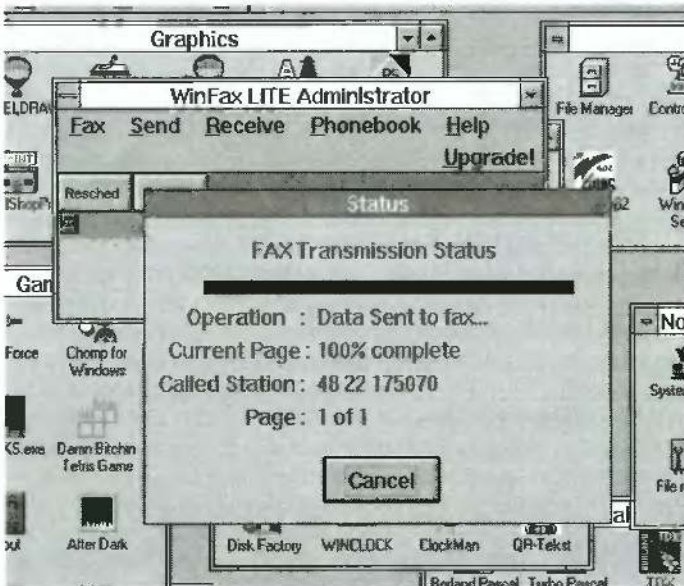 Graphics
WinFax LITE Administrator
Fax Send Receive Phonebook Help
Upgrade!
Resched
Status
FAX Transmission Status
Operation : Data Sent to fax...
Current Page : 100% complete
Called Station : 48 22 175070
Page : 1 of 1
Cancel
File Manager
Force
Chomp for
Windows
Damn Bitchin
Tetris Game
After Dark
Disk Factory WINCLOCK ClockMan QR-Tekst
Borland Pascal Turbo Pascal